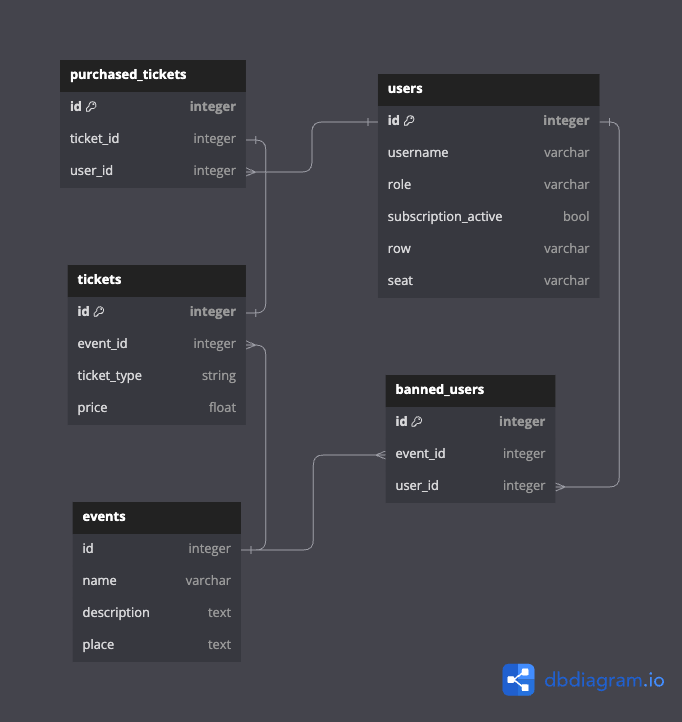 purchased_tickets
id integer
ticket_id integer
user_id integer
users
id integer
username varchar
role varchar
subscription_active bool
row varchar
seat varchar
tickets
id integer
event_id integer
ticket_type string
price float
banned_users
id integer
event_id integer
user_id integer
events
id integer
name varchar
description text
place text
dbdiagram.io